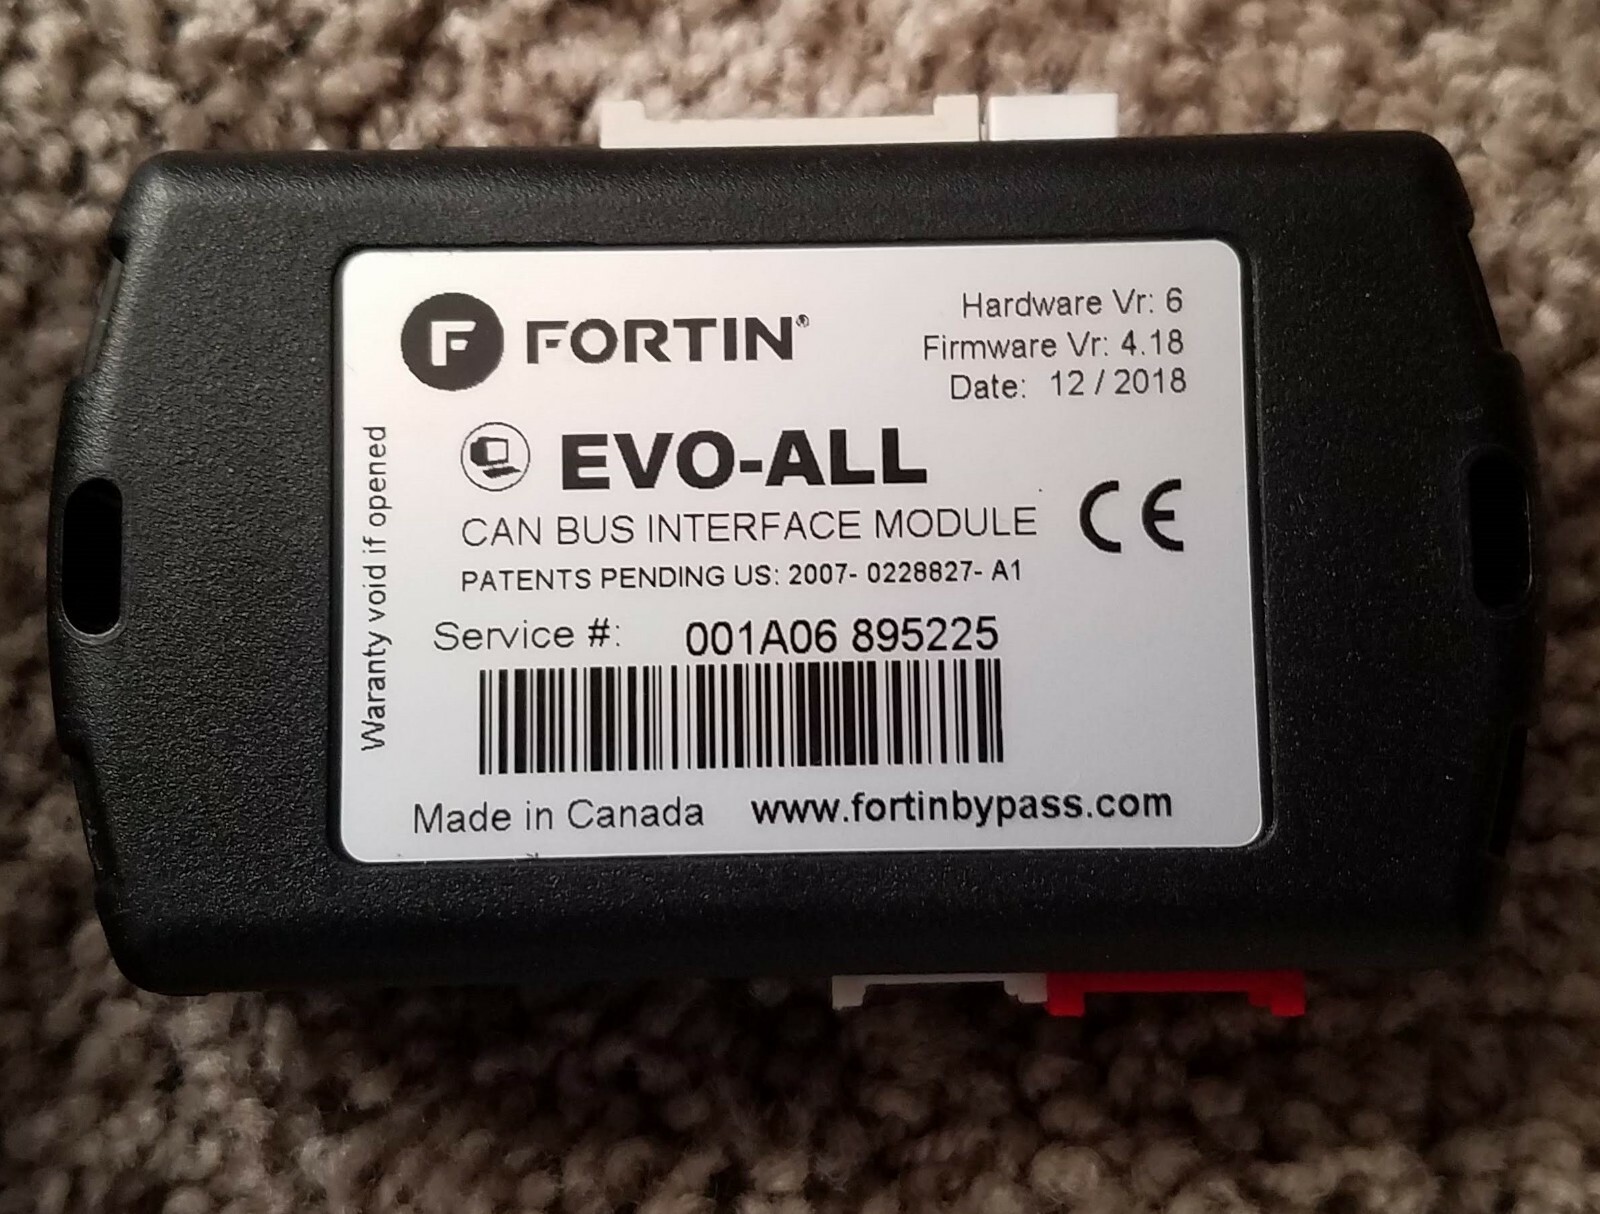 F FORTIN®
Hardware Vr: 6
Firmware Vr: 4.18
Date: 12 / 2018
EVO-ALL
CAN BUS INTERFACE MODULE
CE
PATENTS PENDING US: 2007- 0228827- A1
Service #: 001A06 895225
Made in Canada www.fortinbypass.com
Waranty void if opened